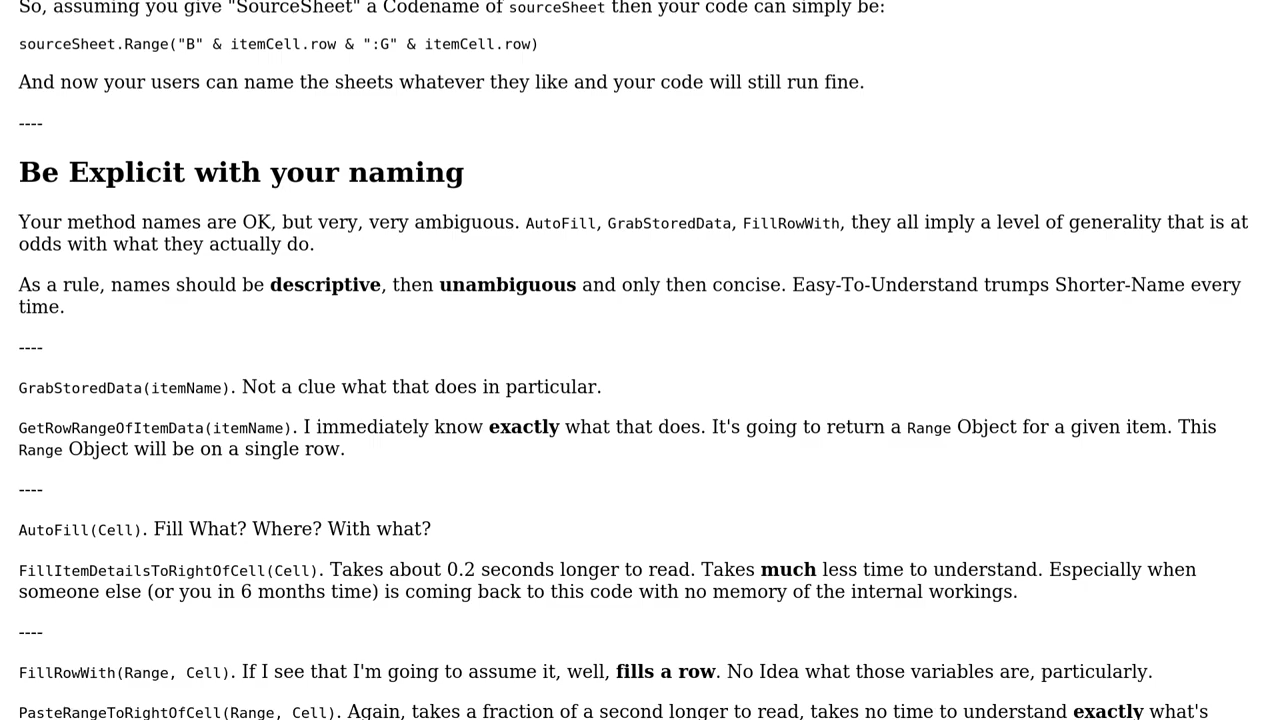 So, assuming you give "SourceSheet" a Codename of sourceSheet then your code can simply be:
sourceSheet.Range("B" & itemCell.row & ":G" & itemCell.row)
And now your users can name the sheets whatever they like and your code will still run fine.
----
Be Explicit with your naming
Your method names are OK, but very, very ambiguous. AutoFill, GrabStoredData, FillRowWith, they all imply a level of generality that is at
odds with what they actually do.
As a rule, names should be descriptive, then unambiguous and only then concise. Easy-To-Understand trumps Shorter-Name every
time.
----
GrabStoredData(itemName). Not a clue what that does in particular.
GetRowRangeOfItemData(itemName). I immediately know exactly what that does. It's going to return a Range Object for a given item. This
Range Object will be on a single row.
----
AutoFill(Cell). Fill What? Where? With what?
FillItemDetailsToRightOfCell(Cell). Takes about 0.2 seconds longer to read. Takes much less time to understand. Especially when
someone else (or you in 6 months time) is coming back to this code with no memory of the internal workings.
----
FillRowWith(Range, Cell). If I see that I'm going to assume it, well, fills a row. No Idea what those variables are, particularly.
PasteRangeToRightOfCell(Range, Cell). Again, takes a fraction of a second longer to read, takes no time to understand exactly what's